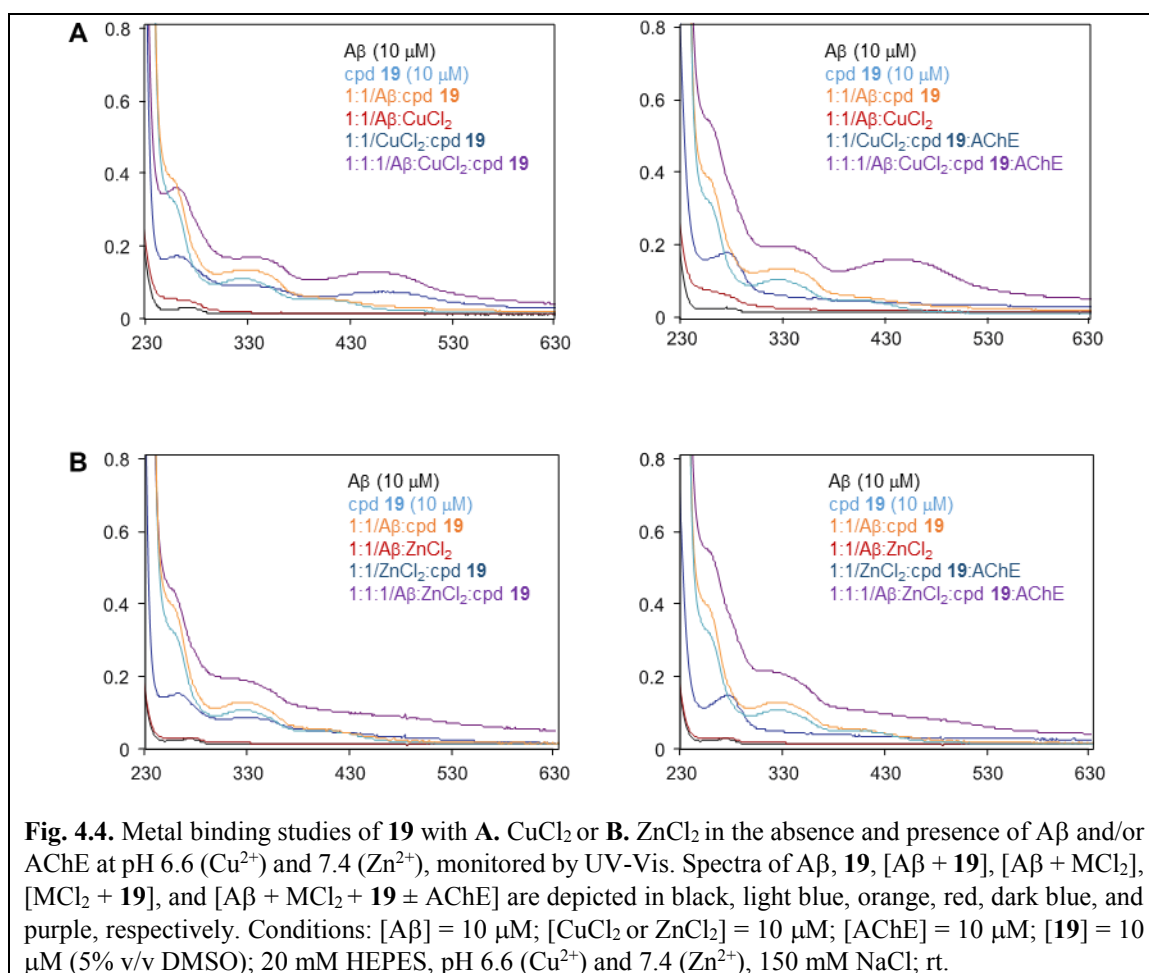 A
0.8
0.6
0.4
0.2
0
230
330
430
530
630
Aβ (10 μM)
cpd 19 (10 μM)
1:1/Aβ:cpd 19
1:1/Aβ:CuCl₂
1:1/CuCl₂:cpd 19
1:1:1/Aβ:CuCl₂:cpd 19
0.8
0.6
0.4
0.2
0
230
330
430
530
630
Aβ (10 μM)
cpd 19 (10 μM)
1:1/Aβ:cpd 19
1:1/Aβ:CuCl₂
1:1/CuCl₂:cpd 19:AChE
1:1:1/Aβ:CuCl₂:cpd 19:AChE
B
0.8
0.6
0.4
0.2
0
230
330
430
530
630
Aβ (10 μM)
cpd 19 (10 μM)
1:1/Aβ:cpd 19
1:1/Aβ:ZnCl₂
1:1/ZnCl₂:cpd 19
1:1:1/Aβ:ZnCl₂:cpd 19
0.8
0.6
0.4
0.2
0
230
330
430
530
630
Aβ (10 μM)
cpd 19 (10 μM)
1:1/Aβ:cpd 19
1:1/Aβ:ZnCl₂
1:1/ZnCl₂:cpd 19:AChE
1:1:1/Aβ:ZnCl₂:cpd 19:AChE
Fig. 4.4. Metal binding studies of 19 with A. CuCl₂ or B. ZnCl₂ in the absence and presence of Aβ and/or
AChE at pH 6.6 (Cu²⁺) and 7.4 (Zn²⁺), monitored by UV-Vis. Spectra of Aβ, 19, [Aβ + 19], [Aβ + MCl₂],
[MCl₂ + 19], and [Aβ + MCl₂ + 19 ± AChE] are depicted in black, light blue, orange, red, dark blue, and
purple, respectively. Conditions: [Aβ] = 10 μM; [CuCl₂ or ZnCl₂] = 10 μM; [AChE] = 10 μM; [19] = 10
μM (5% v/v DMSO); 20 mM HEPES, pH 6.6 (Cu²⁺) and 7.4 (Zn²⁺), 150 mM NaCl; rt.